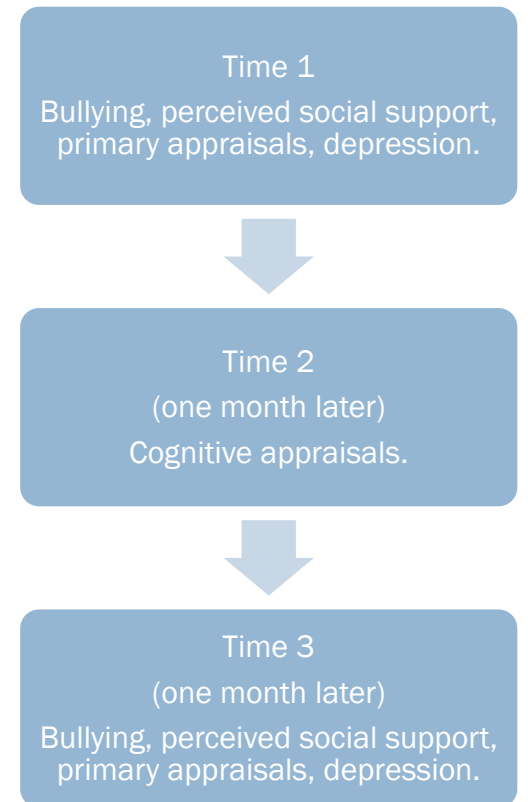 Time 1
Bullying, perceived social support,
primary appraisals, depression.
Time 2
(one month later)
Cognitive appraisals.
Time 3
(one month later)
Bullying, perceived social support,
primary appraisals, depression.